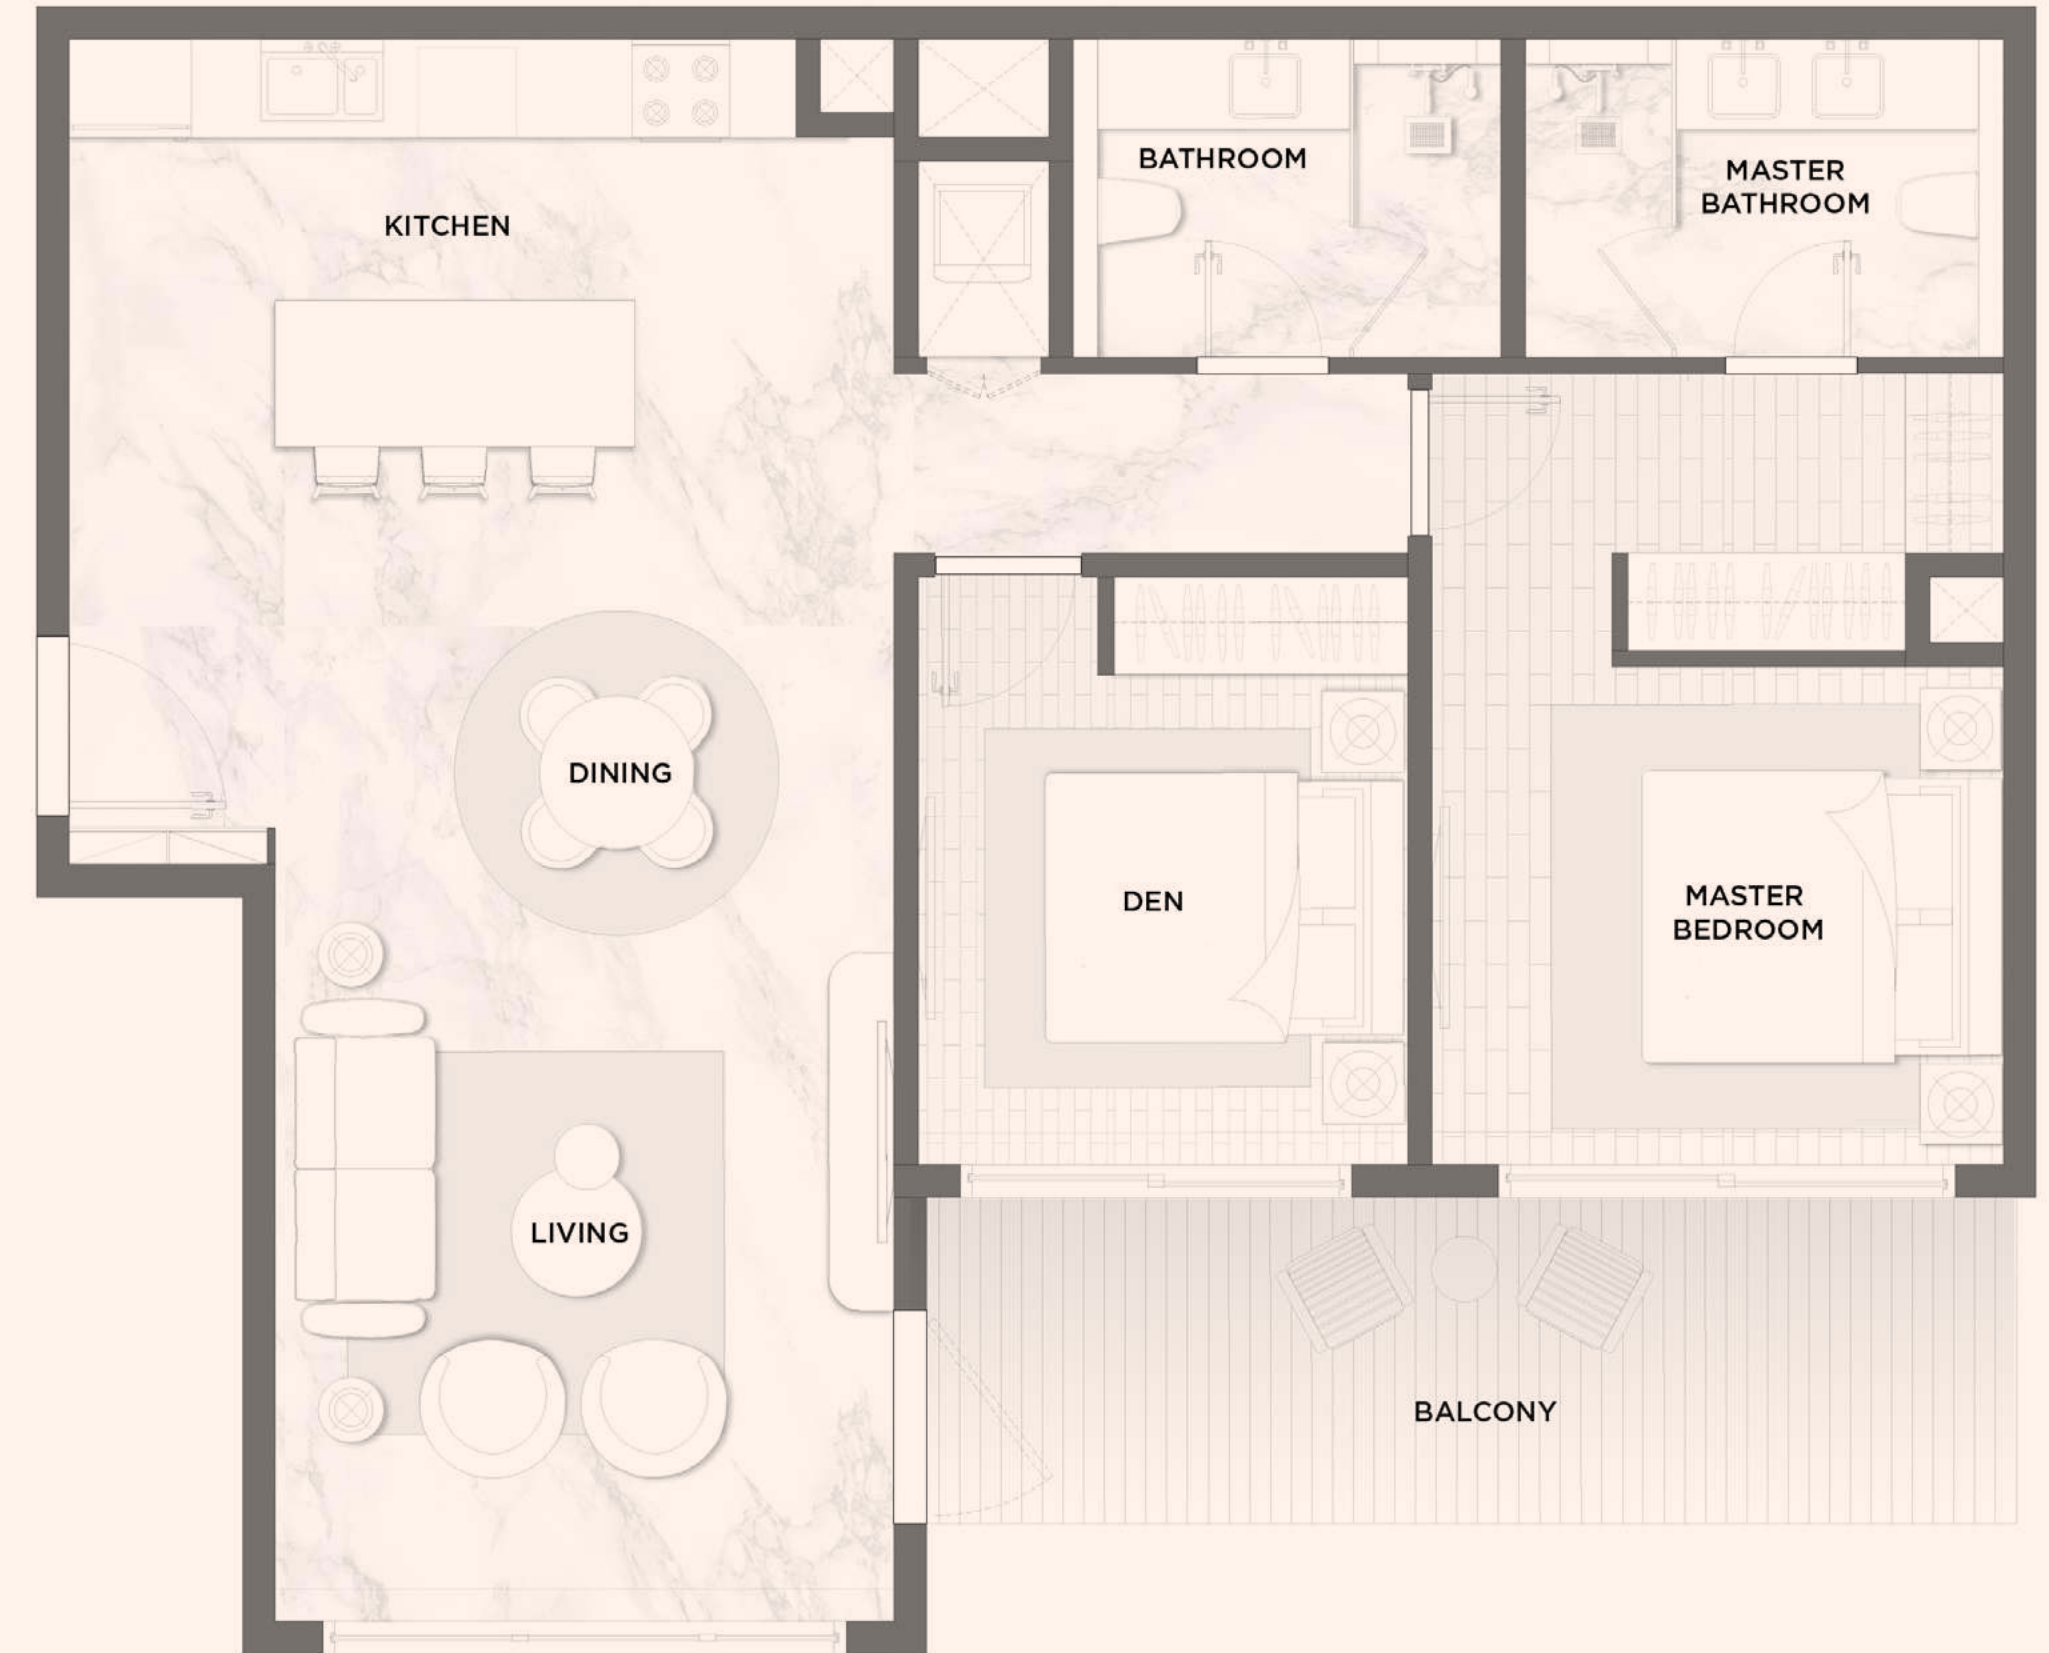 BATHROOM
MASTER
BATHROOM
KITCHEN
DINING
DEN
MASTER
BEDROOM
LIVING
BALCONY